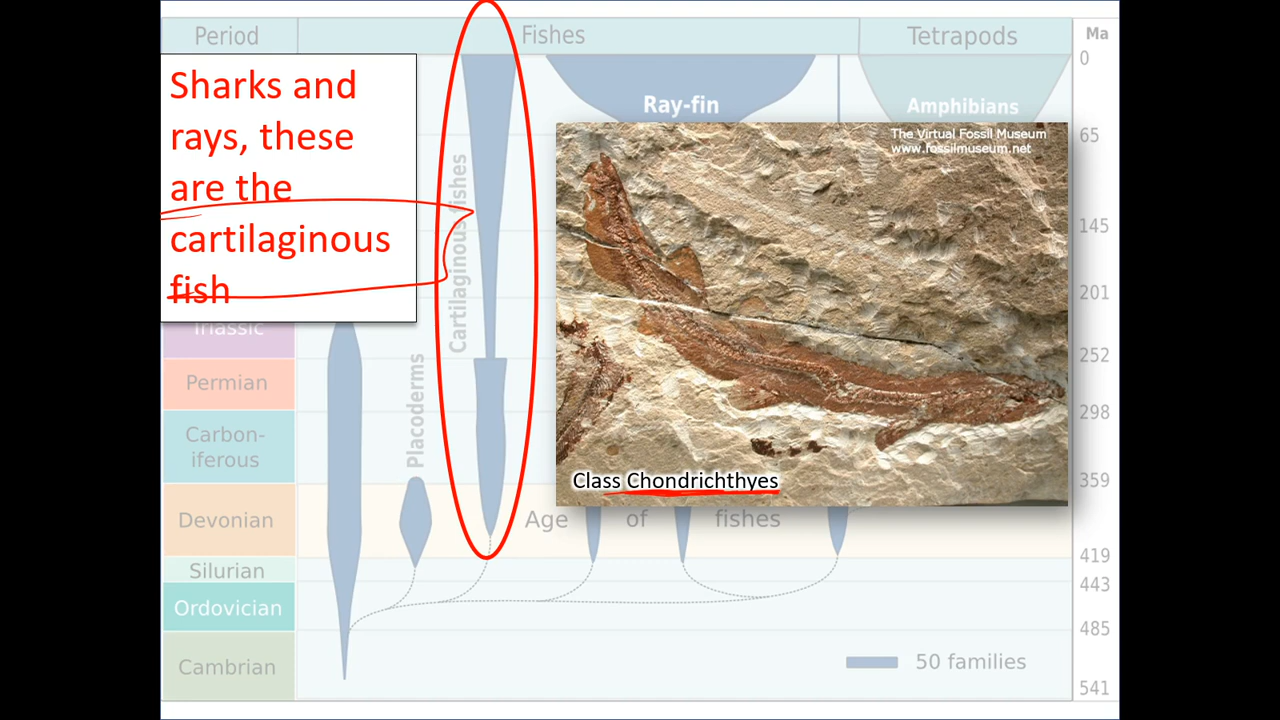 Period
Fishes
Tetrapods
Ma
0
Sharks and
rays, these
are the
cartilaginous
fish
Ray-fin
Amphibians
The Virtual Fossil Museum
www.fossilmuseum.net
65
Cartilaginous fishes
145
201
Triassic
252
Placoderms
Permian
298
Carbon-
iferous
Class Chondrichthyes
359
Devonian
Age of fishes
419
Silurian
443
Ordovician
485
Cambrian
50 families
541